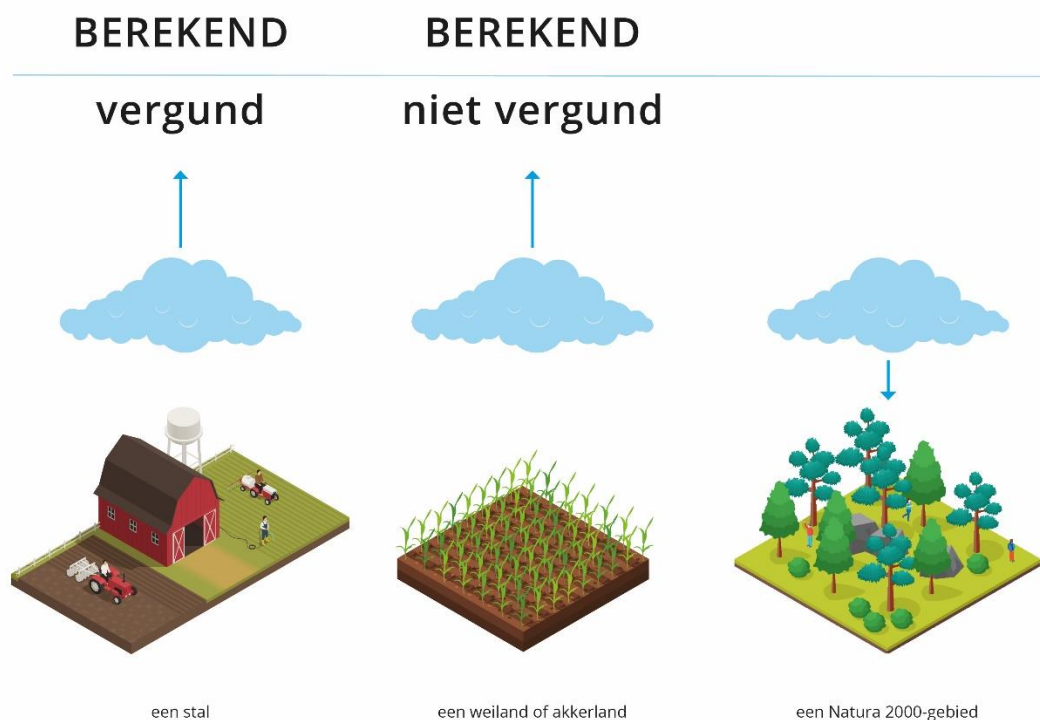 BEREKEND BEREKEND
vergund niet vergund
een stal een weiland of akkerland een Natura 2000-gebied